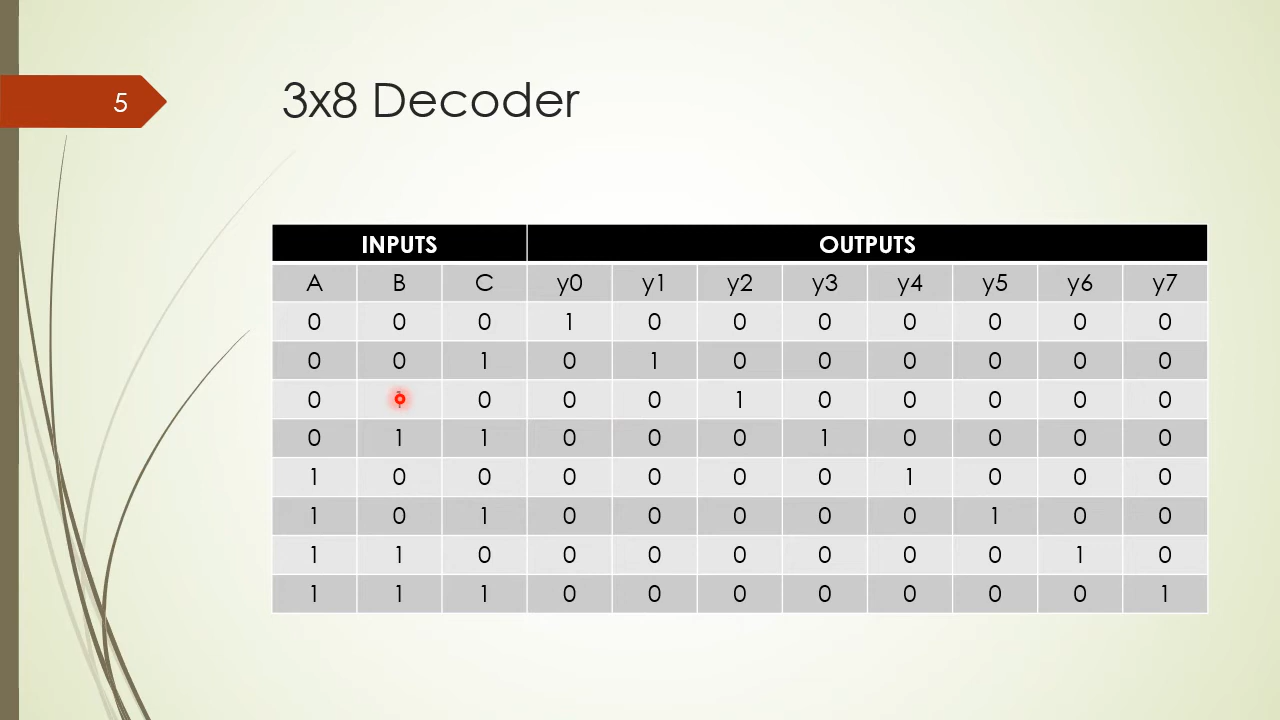 5
3x8 Decoder
INPUTS OUTPUTS
A B C y0 y1 y2 y3 y4 y5 y6 y7
0 0 0 1 0 0 0 0 0 0 0
0 0 1 0 1 0 0 0 0 0 0
0 0 0 0 1 0 0 0 0 0
0 1 1 0 0 0 1 0 0 0 0
1 0 0 0 0 0 0 1 0 0 0
1 0 1 0 0 0 0 0 1 0 0
1 1 0 0 0 0 0 0 0 1 0
1 1 1 0 0 0 0 0 0 0 1